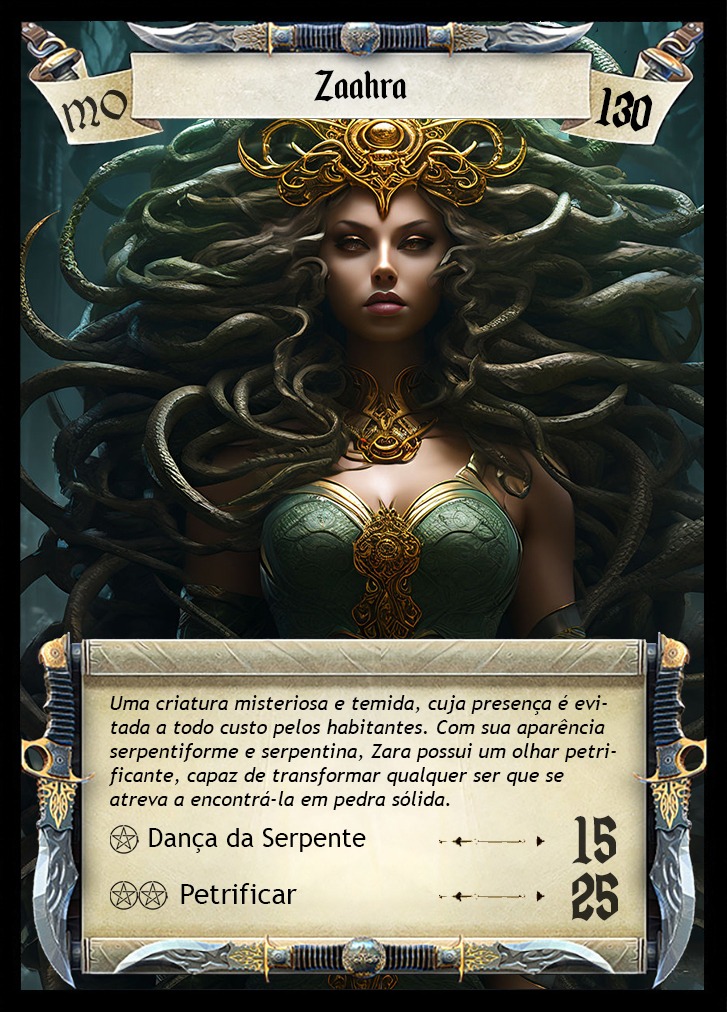 Zaahra
MO
130
Uma criatura misteriosa e temida, cuja presença é evi-
tada a todo custo pelos habitantes. Com sua aparência
serpentiforme e serpentina, Zara possui um olhar petri-
ficante, capaz de transformar qualquer ser que se
atreva a encontrá-la em pedra sólida.
Dança da Serpente 15
Petrificar 25